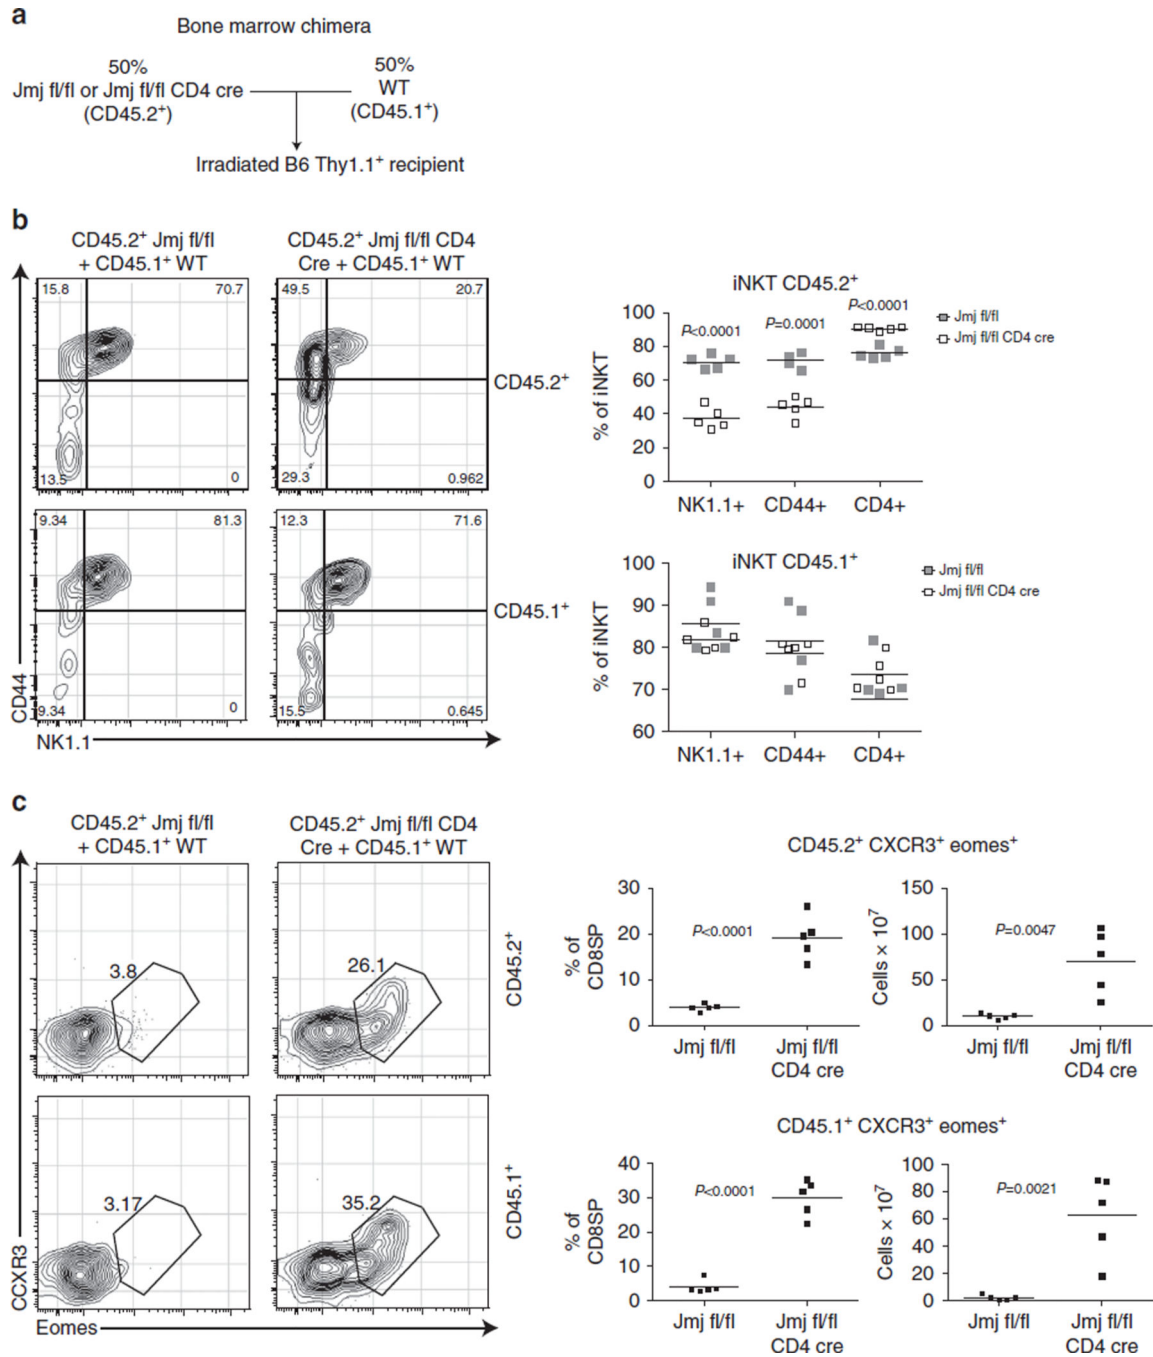 a
Bone marrow chimera
50%
Jmj fl/fl or Jmj fl/fl CD4 cre
(CD45.2+)
50%
WT
(CD45.1+)
Irradiated B6 Thy1.1+ recipient
b
CD45.2+ Jmj fl/fl
+ CD45.1+ WT
CD45.2+ Jmj fl/fl CD4
Cre + CD45.1+ WT
15.8 70.7
13.5 0
49.5 20.7
29.3 0.962
CD45.2+
9.34 81.3
9.34 0
12.3 71.6
15.5 0.645
CD45.1+
CD44
NK1.1
iNKT CD45.2+
% of iNKT
100
80
60
40
20
0
P<0.0001
P=0.0001
P<0.0001
Jmj fl/fl
Jmj fl/fl CD4 cre
NK1.1+ CD44+ CD4+
iNKT CD45.1+
% of iNKT
100
90
80
70
60
Jmj fl/fl
Jmj fl/fl CD4 cre
NK1.1+ CD44+ CD4+
c
CD45.2+ Jmj fl/fl
+ CD45.1+ WT
CD45.2+ Jmj fl/fl CD4
Cre + CD45.1+ WT
3.8
26.1
CD45.2+
3.17
35.2
CD45.1+
CCXR3
Eomes
CD45.2+ CXCR3+ eomes+
% of
CD8SP
30
20
10
0
P<0.0001
Jmj fl/fl
Jmj fl/fl
CD4 cre
Cells × 10^7
150
100
50
0
P=0.0047
Jmj fl/fl
Jmj fl/fl
CD4 cre
CD45.1+ CXCR3+ eomes+
% of
CD8SP
40
30
20
10
0
P<0.0001
Jmj fl/fl
Jmj fl/fl
CD4 cre
Cells × 10^7
100
80
60
40
20
0
P=0.0021
Jmj fl/fl
Jmj fl/fl
CD4 cre